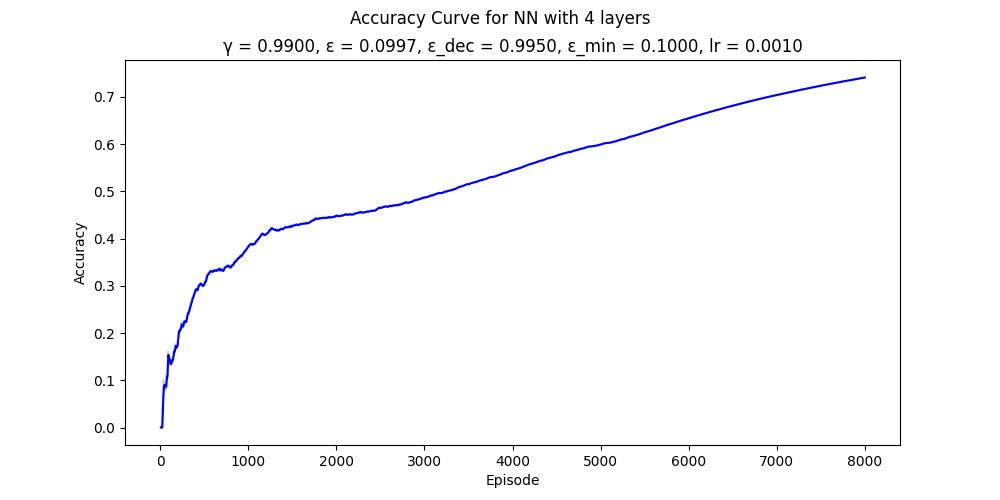 Accuracy Curve for NN with 4 layers
γ = 0.9900, ε = 0.0997, ε_dec = 0.9950, ε_min = 0.1000, lr = 0.0010
0.7
0.6
0.5
0.4
0.3
0.2
0.1
0.0
Accuracy
0 1000 2000 3000 4000 5000 6000 7000 8000
Episode